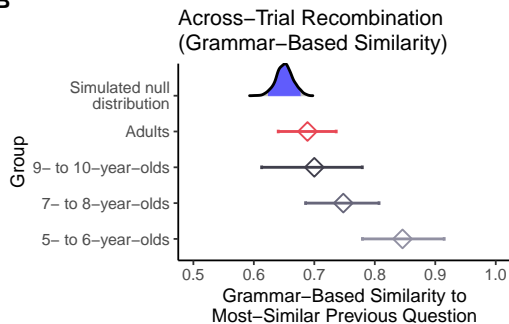 Across−Trial Recombination
(Grammar−Based Similarity)
Simulated null
distribution
Adults
9− to 10−year−olds
7− to 8−year−olds
5− to 6−year−olds
Group
0.5 0.6 0.7 0.8 0.9 1.0
Grammar−Based Similarity to
Most−Similar Previous Question